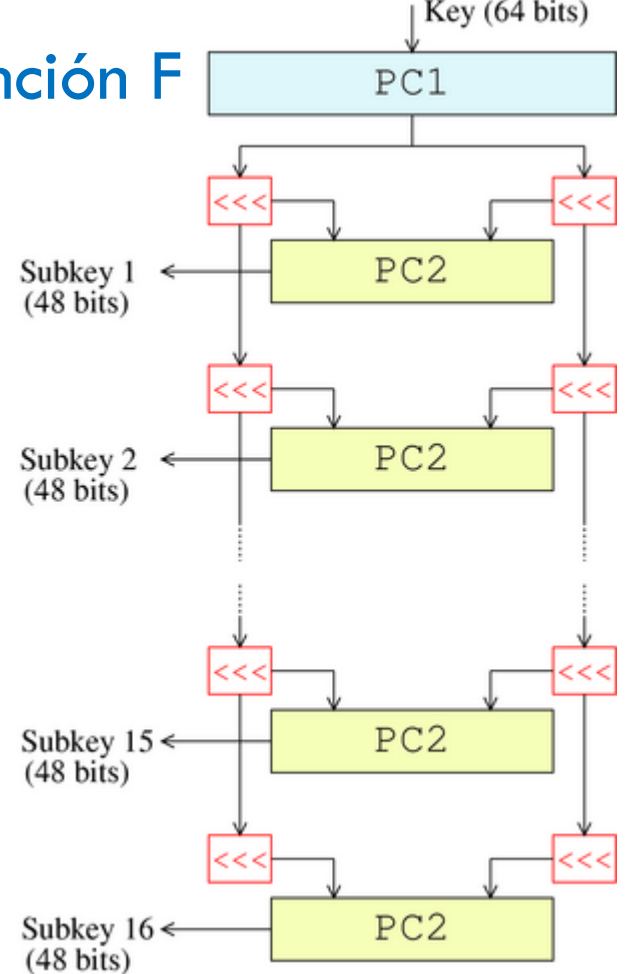 Key (64 bits)
nción F
PC1
<<< <<<
PC2
Subkey 1
(48 bits)
<<< <<<
PC2
Subkey 2
(48 bits)
<<< <<<
PC2
Subkey 15
(48 bits)
<<< <<<
PC2
Subkey 16
(48 bits)